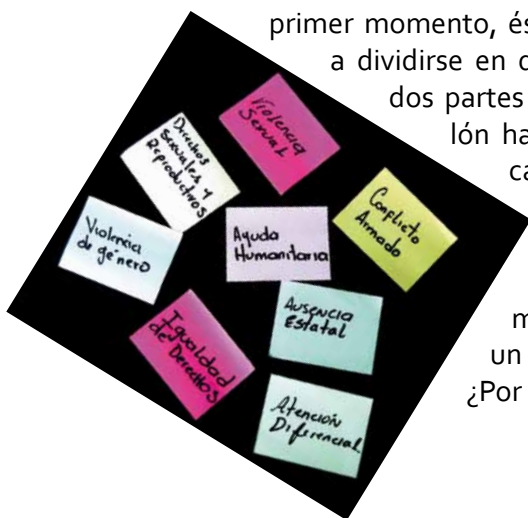 primer momento, és
a dividirse en
dos partes
lón ha
ca
m
un
¿Por
Violencia
Sexual
Derechos
Sexuales y
Reproductivos
Conflicto
Armado
Violencia
de género
Ayuda
Humanitaria
Ausencia
Estatal
Igualdad
de Derechos
Atención
Diferencial